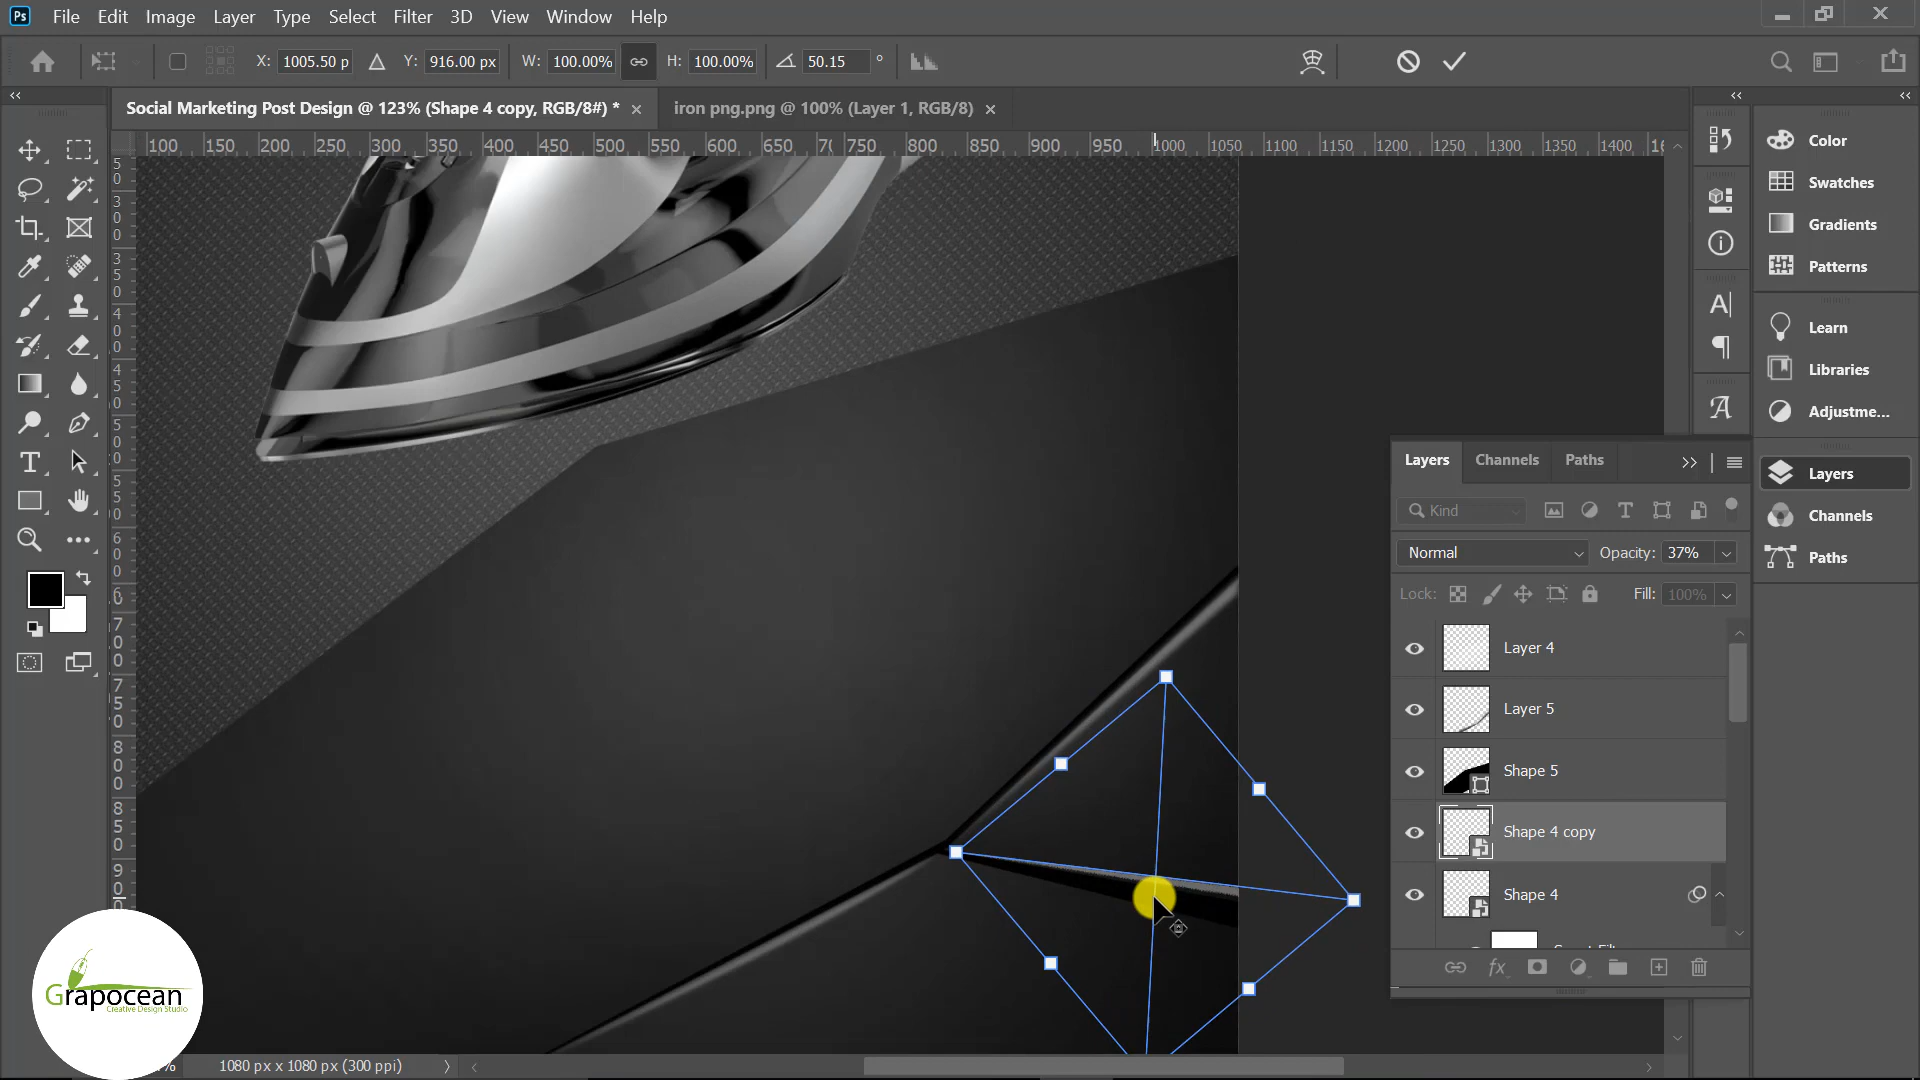 Ps File Edit Image Layer Type Select Filter 3D View Window Help
X: 1005.50 p Y: 916.00 px W: 100.00% H: 100.00% 50.15 °
Social Marketing Post Design @ 123% (Shape 4 copy, RGB/8#) * × iron png.png @ 100% (Layer 1, RGB/8) ×
100 150 200 250 300 350 400 450 500 550 600 650 750 800 850 900 950 1000 1050 1100 1150 1200 1250 1300 1350 1400
Color
Swatches
Gradients
Patterns
Learn
Libraries
Adjustme...
Layers
Channels
Paths
Layers Channels Paths
Kind
Normal Opacity: 37%
Lock: Fill: 100%
Layer 4
Layer 5
Shape 5
Shape 4 copy
Shape 4
Grapocean
Creative Design Studio
1080 px x 1080 px (300 ppi)